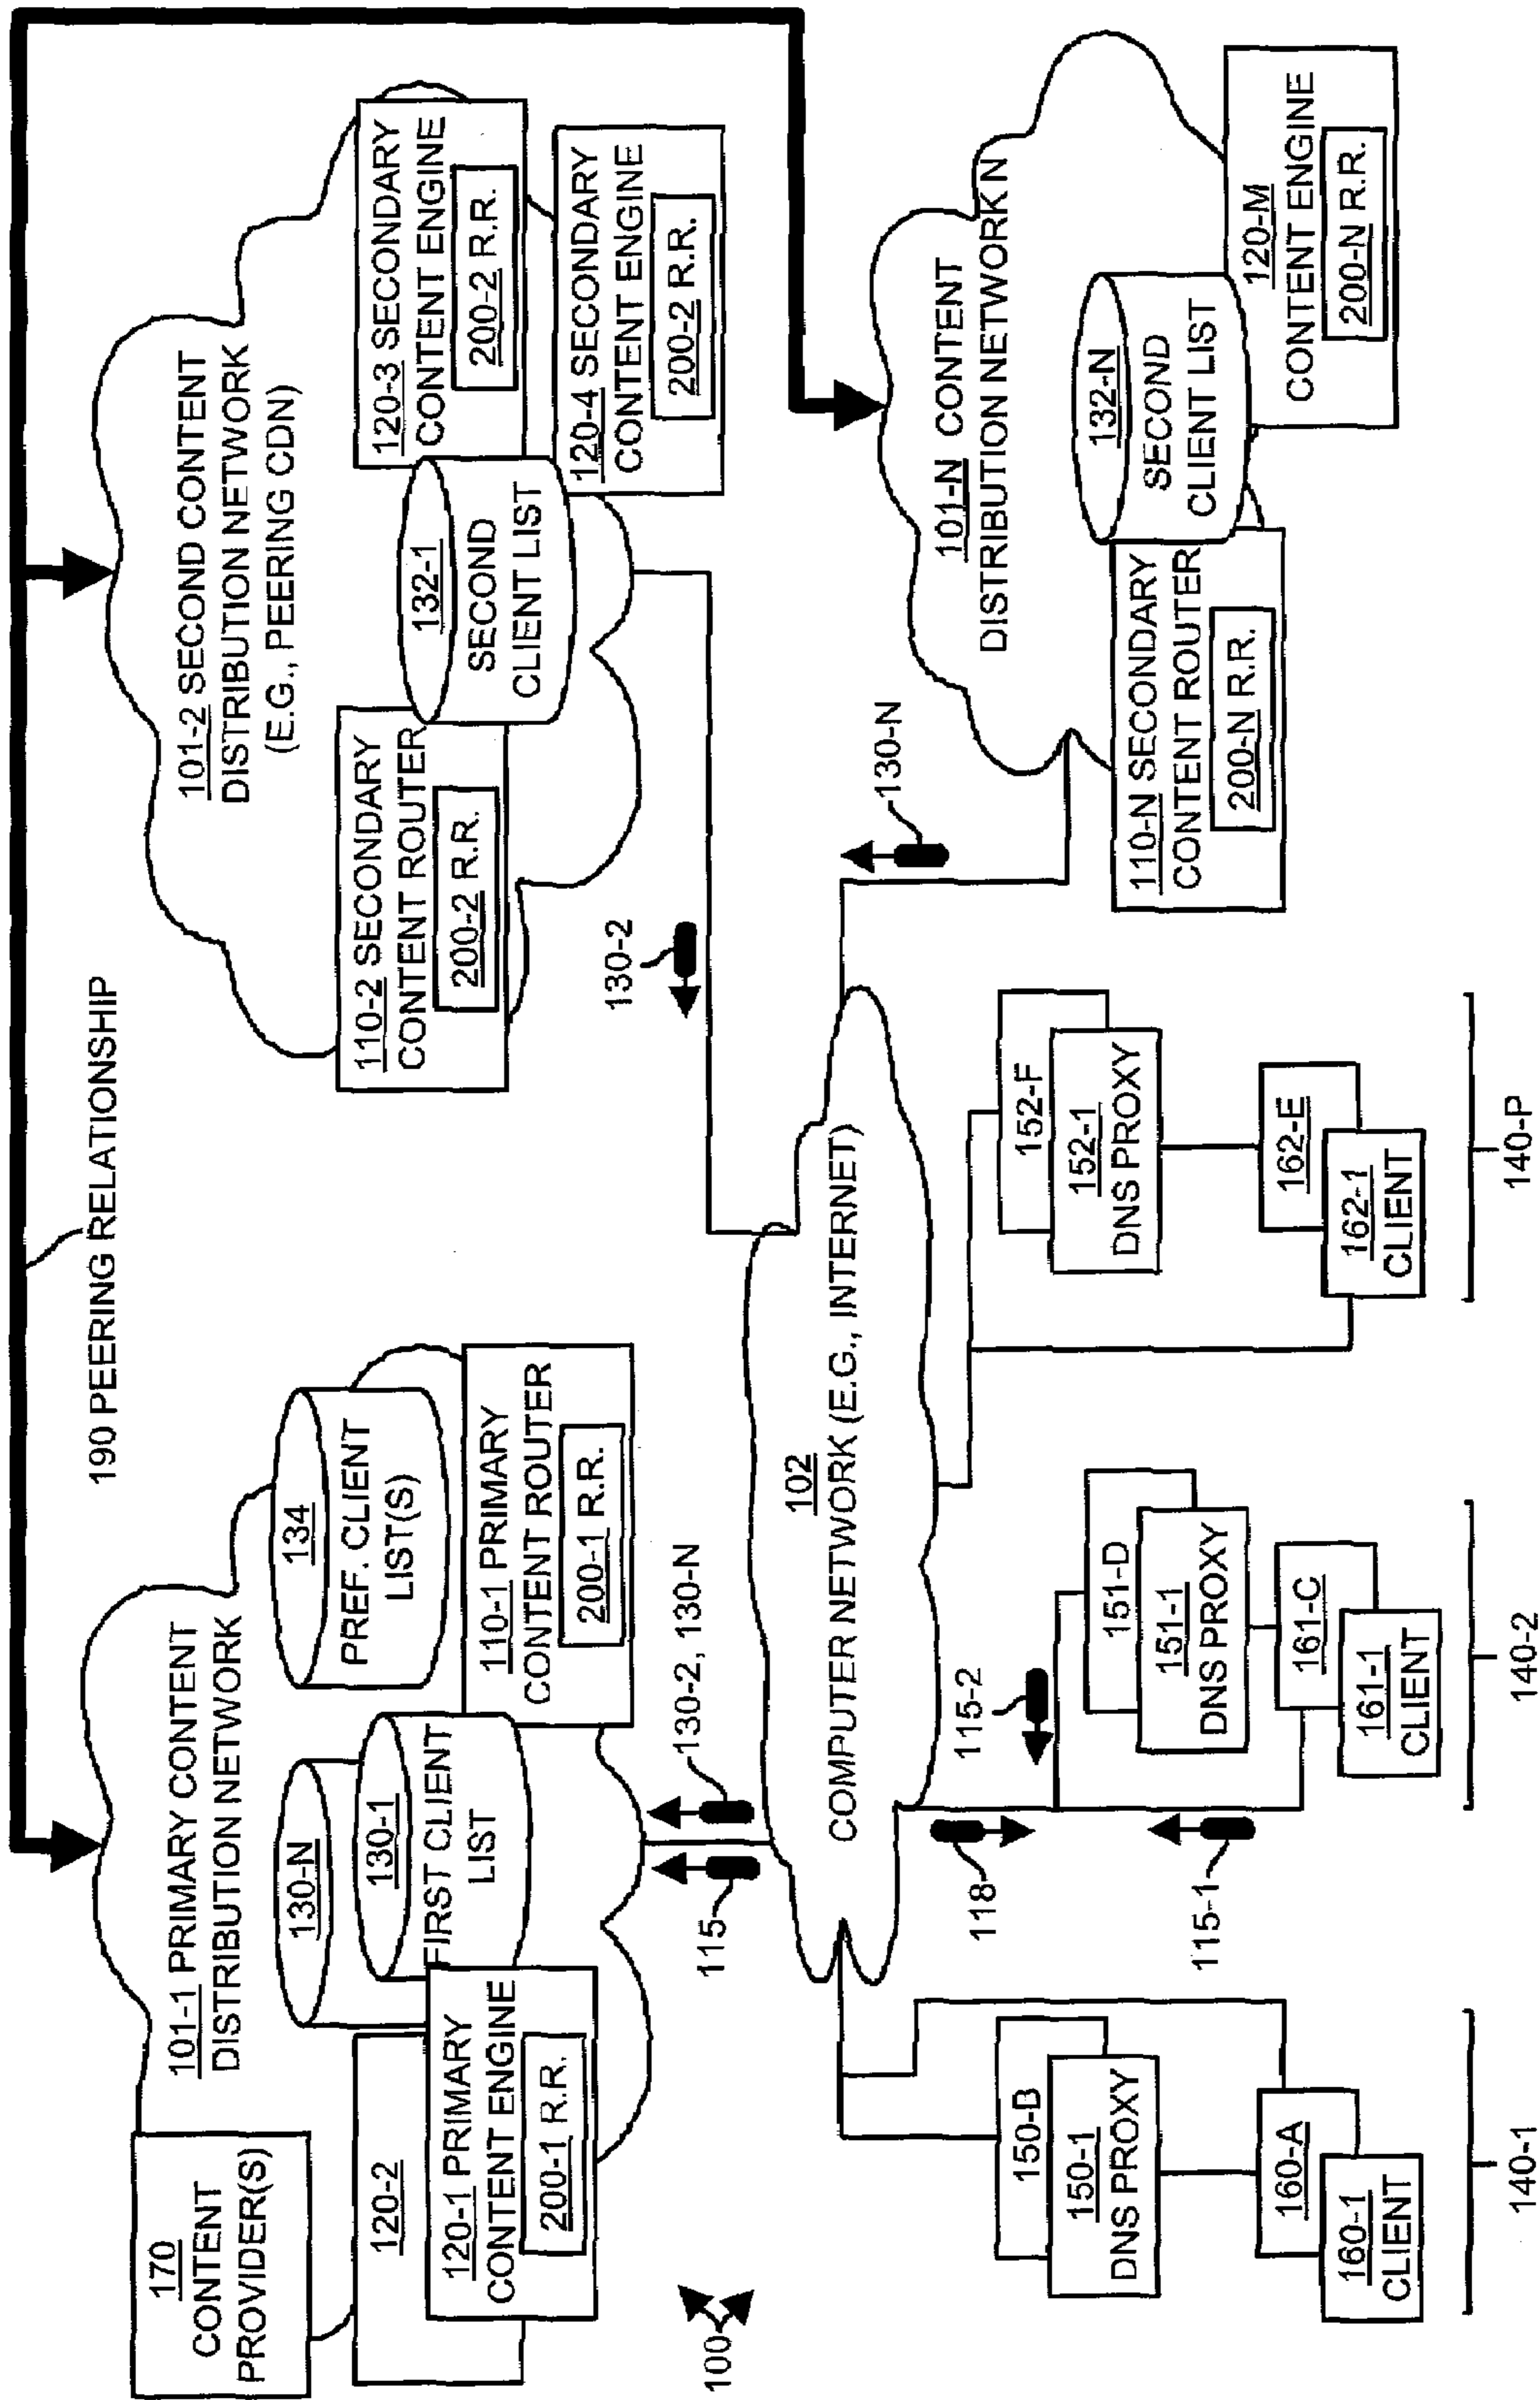 190 PEERING RELATIONSHIP
170
CONTENT
PROVIDER(S)
101-1 PRIMARY CONTENT
DISTRIBUTION NETWORK
120-2
120-1 PRIMARY
CONTENT ENGINE
200-1 R.R.
130-N
130-1
FIRST CLIENT
LIST
134
PREF. CLIENT
LIST(S)
110-1 PRIMARY
CONTENT ROUTER
200-1 R.R.
101-2 SECOND CONTENT
DISTRIBUTION NETWORK
(E.G., PEERING CDN)
110-2 SECONDARY
CONTENT ROUTER
200-2 R.R.
132-1
SECOND
CLIENT LIST
120-3 SECONDARY
CONTENT ENGINE
200-2 R.R.
120-4 SECONDARY
CONTENT ENGINE
200-2 R.R.
100
115
130-2, 130-N
130-2
102
COMPUTER NETWORK (E.G., INTERNET)
130-N
101-N CONTENT
DISTRIBUTION NETWORK N
110-N SECONDARY
CONTENT ROUTER
200-N R.R.
132-N
SECOND
CLIENT LIST
120-M
CONTENT ENGINE
200-N R.R.
118
115-2
115-1
150-B
150-1
DNS PROXY
160-A
160-1
CLIENT
140-1
151-D
151-1
DNS PROXY
161-C
161-1
CLIENT
140-2
152-F
152-1
DNS PROXY
162-E
162-1
CLIENT
140-P